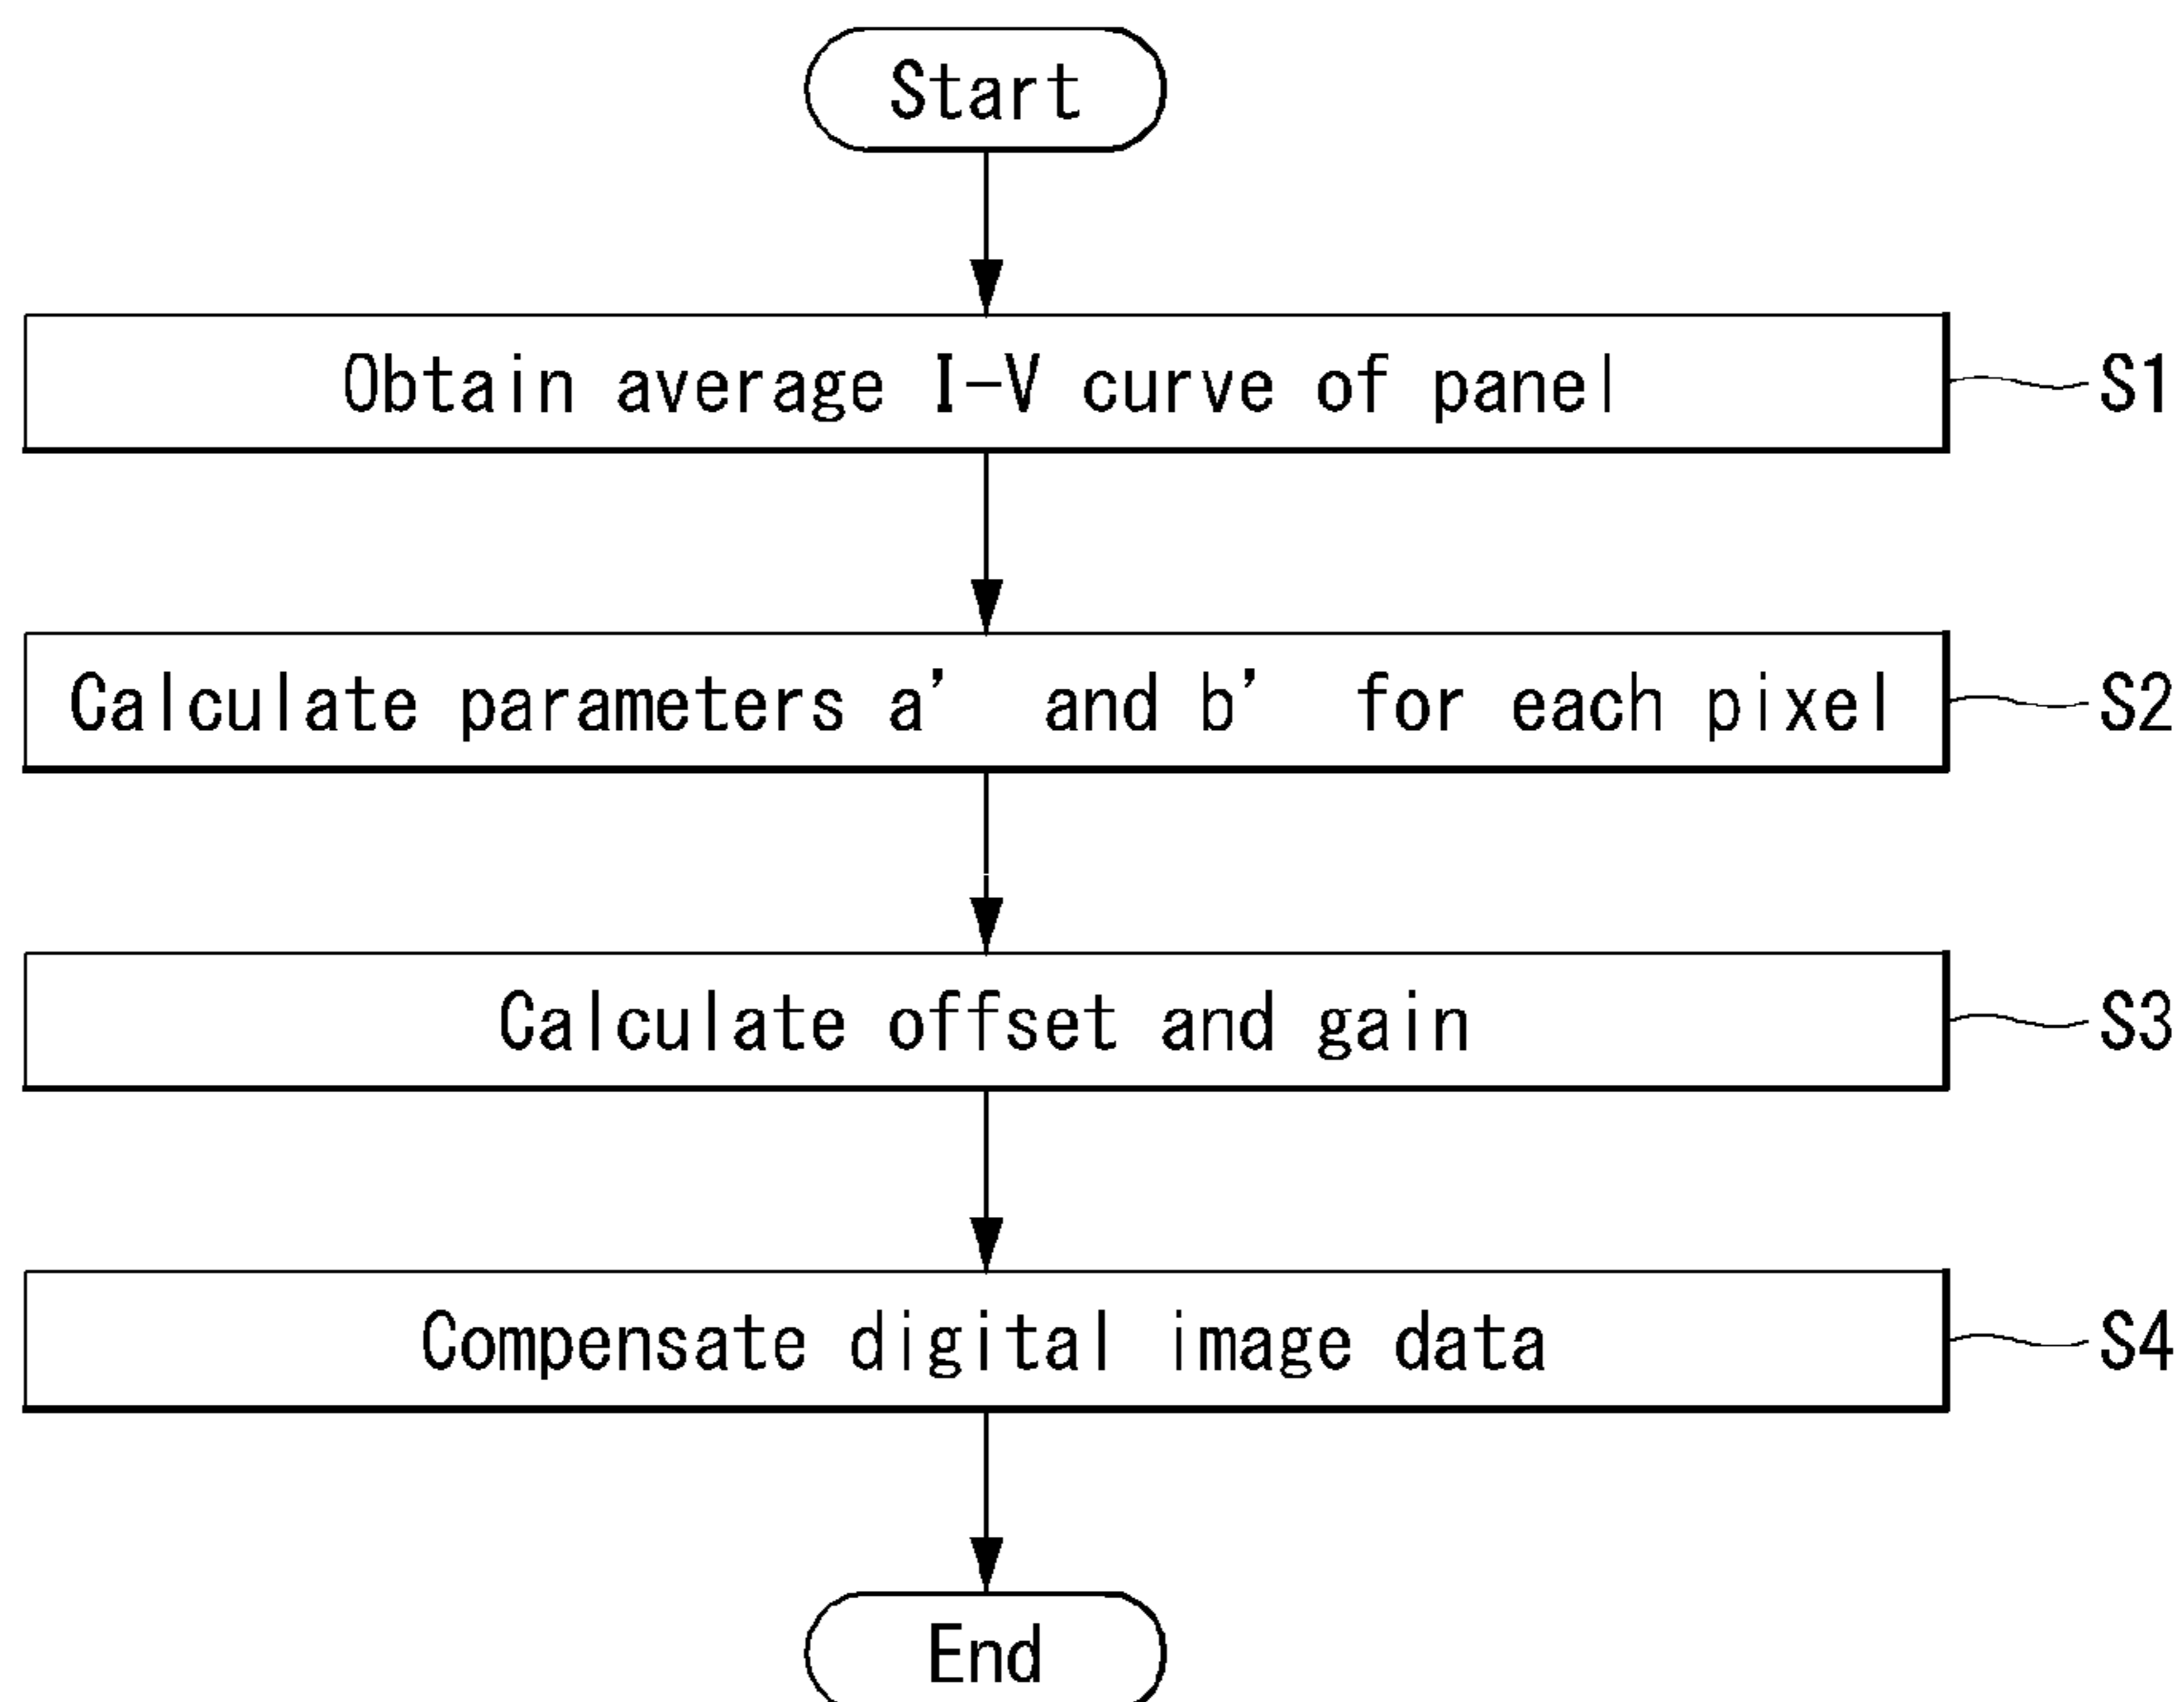 Start
Obtain average I-V curve of panel
S1
Calculate parameters a' and b' for each pixel
S2
Calculate offset and gain
S3
Compensate digital image data
S4
End